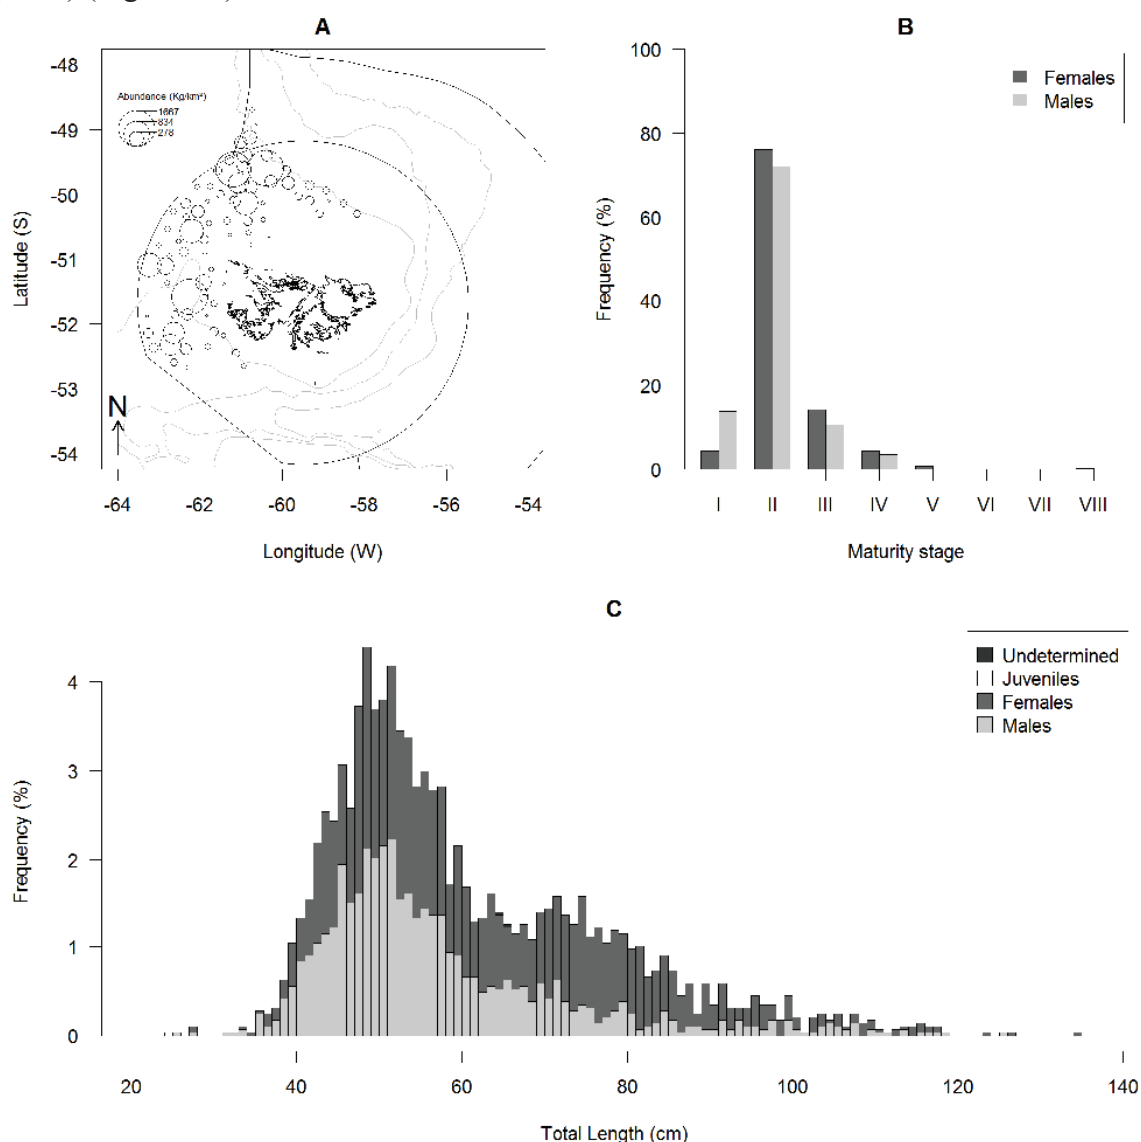 A
-48
-49
-50
-51
-52
-53
-54
Latitude (S)
Abundance (Kg/km²)
1667
834
278
N
-64
-62
-60
-58
-56
-54
Longitude (W)
B
100
80
60
40
20
0
Frequency (%)
Females
Males
I
II
III
IV
V
VI
VII
VIII
Maturity stage
C
4
3
2
1
0
Frequency (%)
Undetermined
Juveniles
Females
Males
20
40
60
80
100
120
140
Total Length (cm)